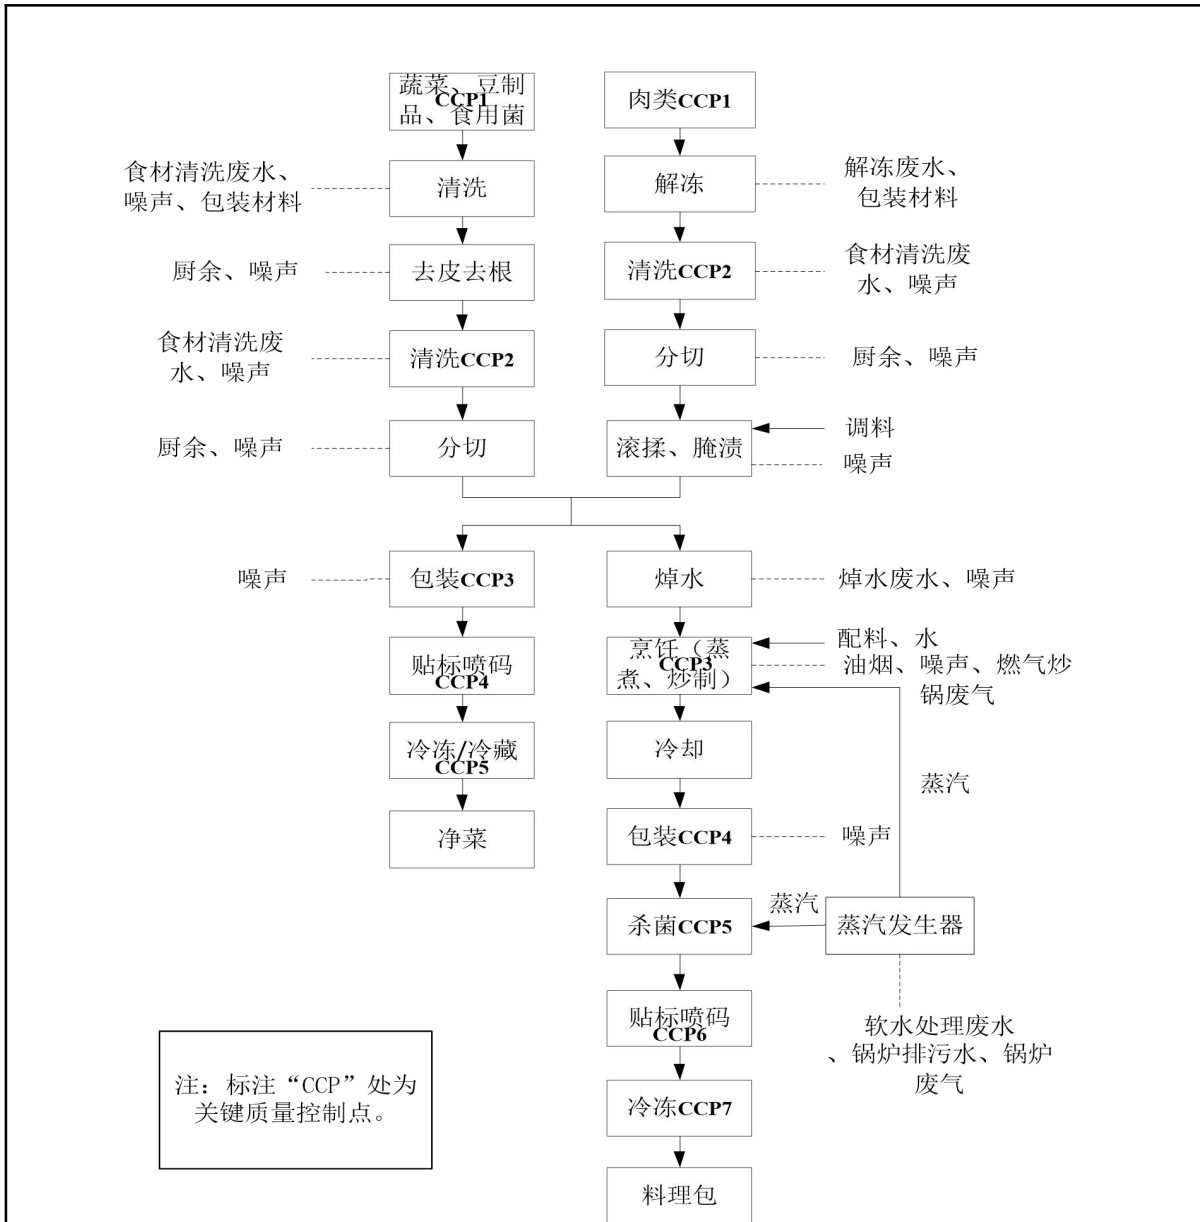 蔬菜、豆制
品、食用菌
CCP1
肉类CCP1
食材清洗废水、
噪声、包装材料
清洗
解冻
解冻废水、
包装材料
厨余、噪声
去皮去根
清洗CCP2
食材清洗废
水、噪声
食材清洗废
水、噪声
清洗CCP2
分切
厨余、噪声
厨余、噪声
分切
滚揉、腌渍
调料
噪声
噪声
包装CCP3
焯水
焯水废水、噪声
贴标喷码
CCP4
烹饪（蒸
煮、炒制）
CCP3
配料、水
油烟、噪声、燃气炒
锅废气
冷冻/冷藏
CCP5
冷却
蒸汽
净菜
包装CCP4
噪声
杀菌CCP5
蒸汽
蒸汽发生器
贴标喷码
CCP6
软水处理废水
、锅炉排污水、锅炉
废气
注：标注“CCP”处为
关键质量控制点。
冷冻CCP7
料理包